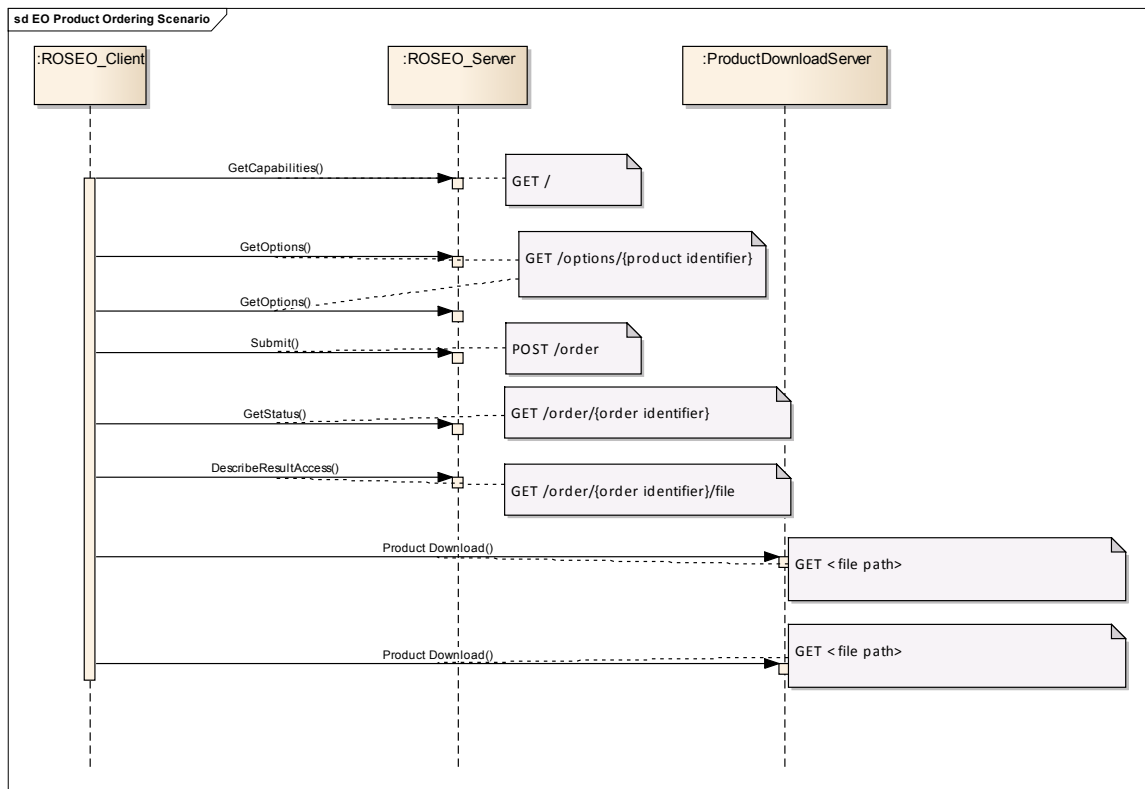 sd EO Product Ordering Scenario
:ROSEO_Client
:ROSEO_Server
:ProductDownloadServer
GetCapabilities()
GET /
GetOptions()
GET /options/{product identifier}
GetOptions()
Submit()
POST /order
GetStatus()
GET /order/{order identifier}
DescribeResultAccess()
GET /order/{order identifier}/file
Product Download()
GET <file path>
Product Download()
GET <file path>